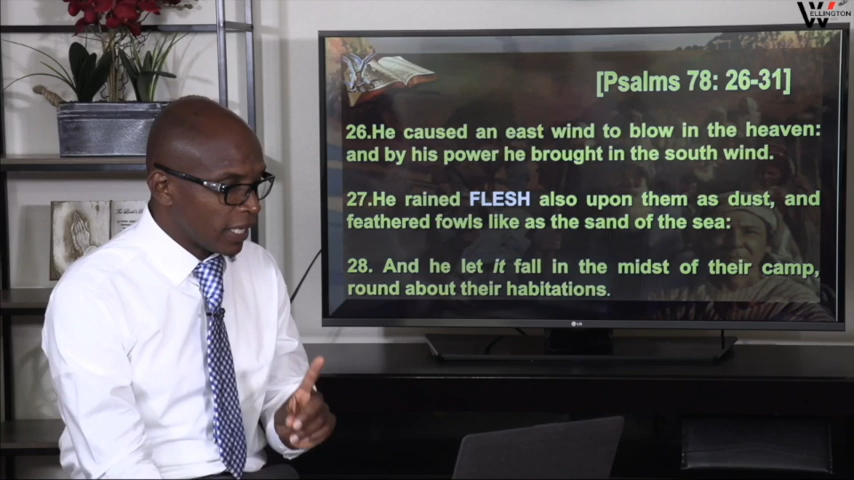 WELLINGTON
[Psalms 78: 26-31]
26.He caused an east wind to blow in the heaven:
and by his power he brought in the south wind.
27.He rained FLESH also upon them as dust, and
feathered fowls like as the sand of the sea:
28. And he let it fall in the midst of their camp,
round about their habitations.
LG